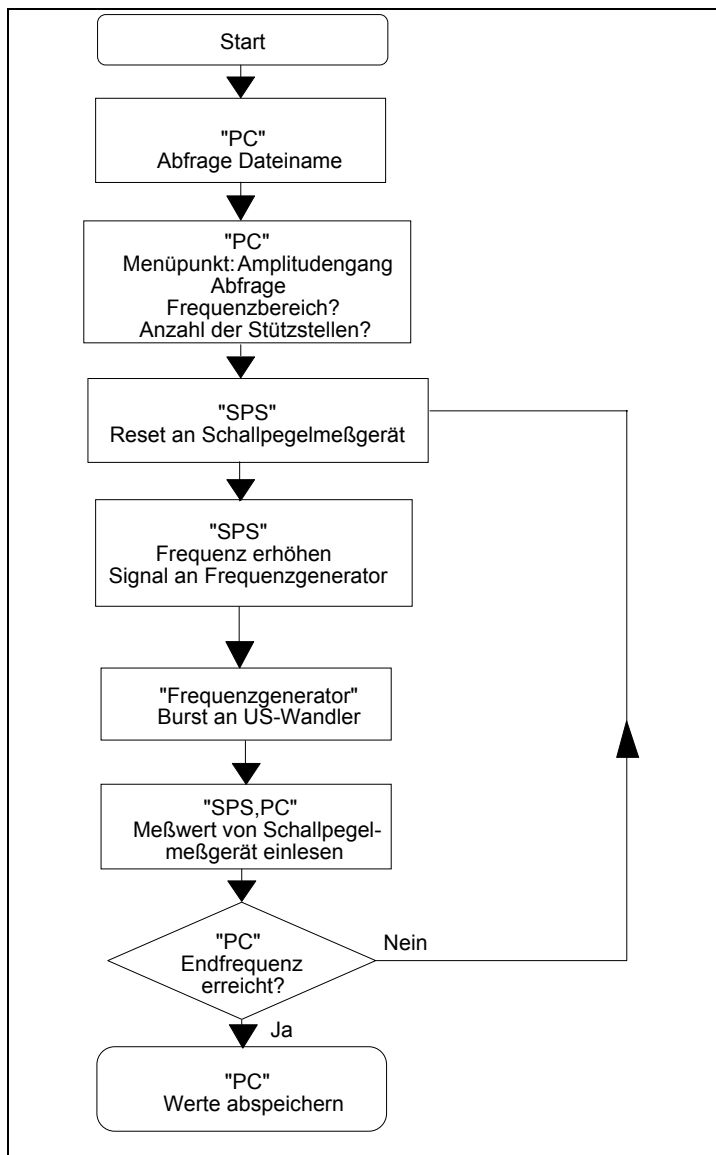 Start
"PC"
Abfrage Dateiname
"PC"
Menüpunkt:Amplitudengang
Abfrage
Frequenzbereich?
Anzahl der Stützstellen?
"SPS"
Reset an Schallpegelmeßgerät
"SPS"
Frequenz erhöhen
Signal an Frequenzgenerator
"Frequenzgenerator"
Burst an US-Wandler
"SPS,PC"
Meßwert von Schallpegel-
meßgerät einlesen
"PC"
Endfrequenz
erreicht?
Nein
Ja
"PC"
Werte abspeichern